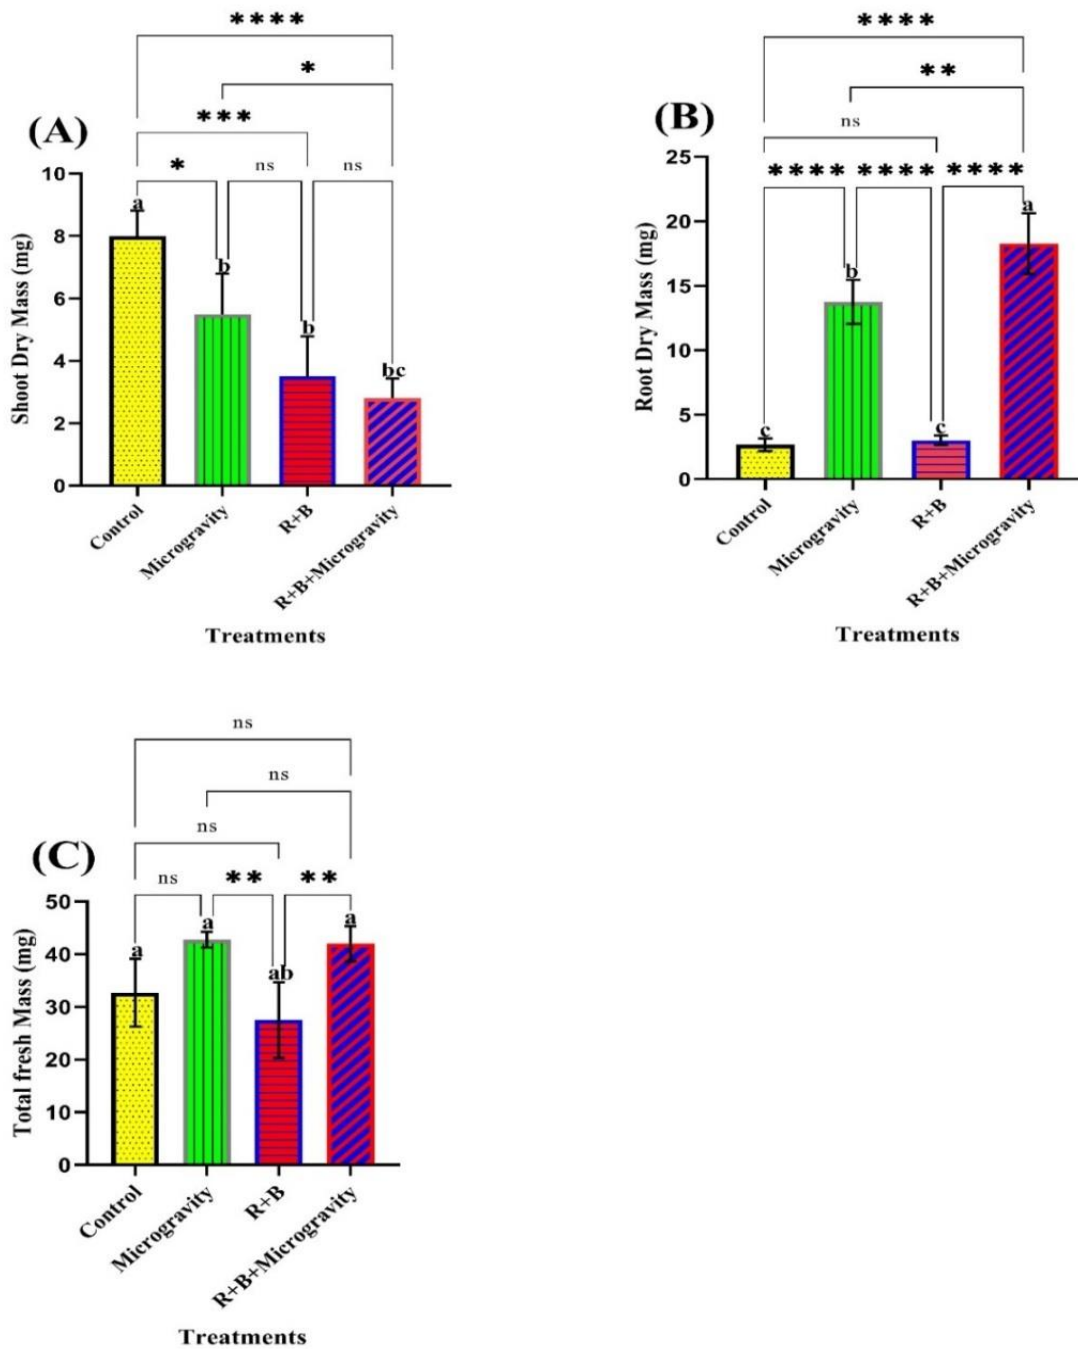 ****
*
***
(A)
* ns ns
10
8
6
4
2
0
Shoot Dry Mass (mg)
a
b
b
bc
Control
Microgravity
R+B
R+B+Microgravity
Treatments
****
**
ns
(B)
**** **** ****
25
20
15
10
5
0
Root Dry Mass (mg)
c
b
c
a
Control
Microgravity
R+B
R+B+Microgravity
Treatments
ns
ns
ns
(C)
ns ** **
50
40
30
20
10
0
Total fresh Mass (mg)
a
a
ab
a
Control
Microgravity
R+B
R+B+Microgravity
Treatments